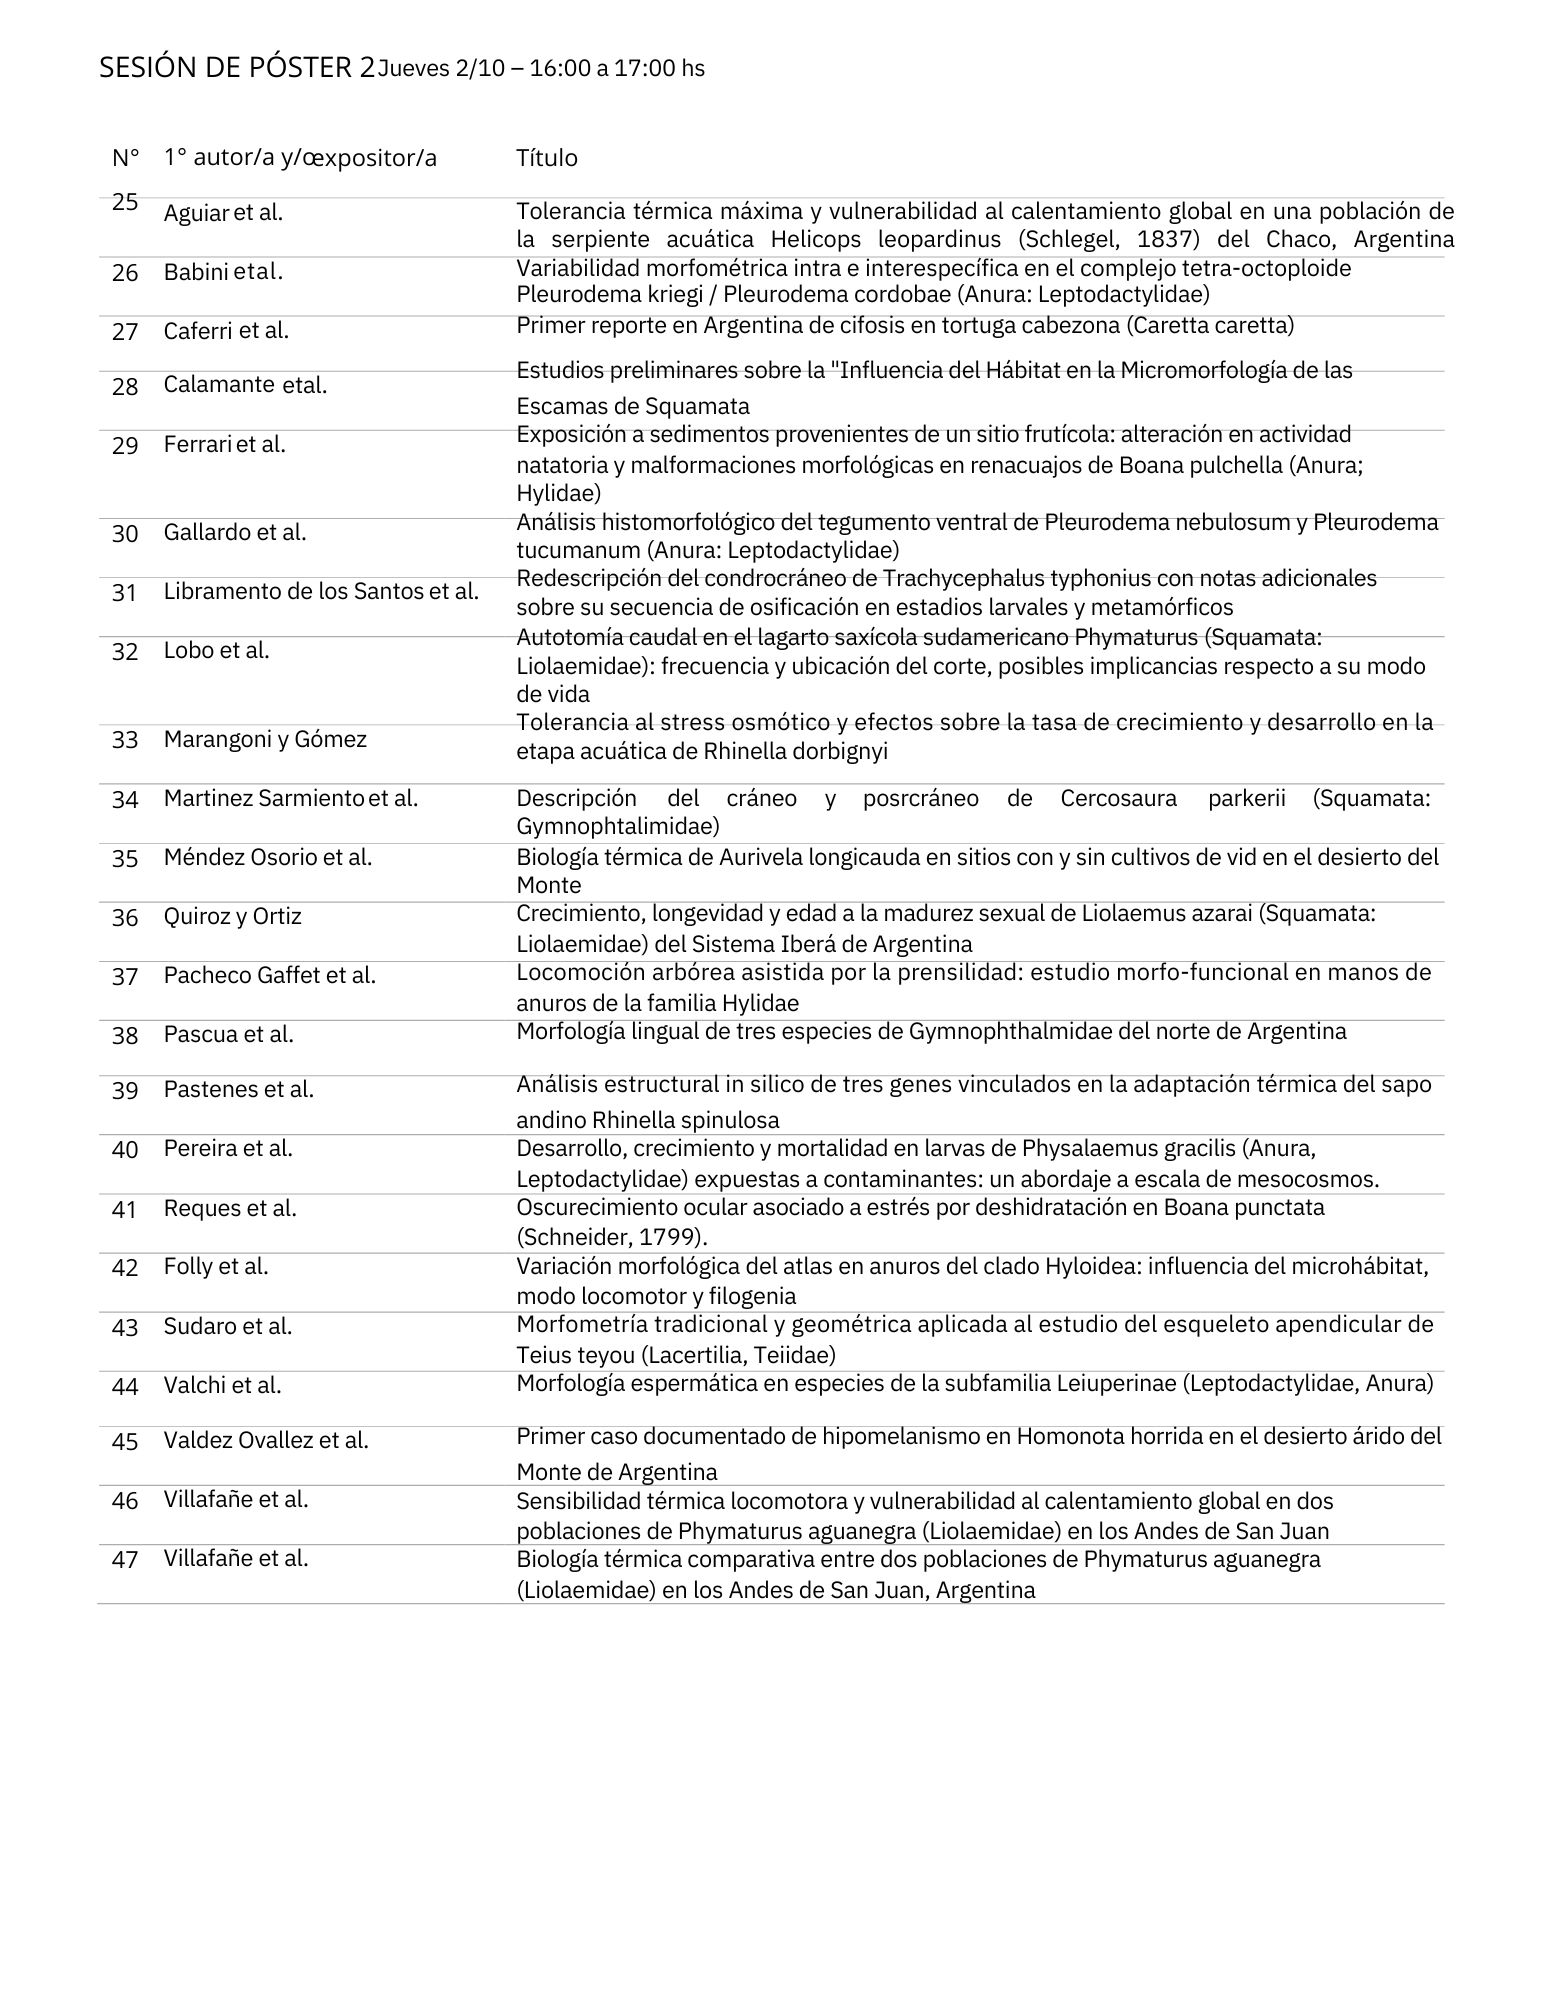 SESIÓN DE PÓSTER 2 Jueves 2/10 – 16:00 a 17:00 hs
N° 1° autor/a y/o expositor/a Título
25 Aguiar et al. Tolerancia térmica máxima y vulnerabilidad al calentamiento global en una población de
la serpiente acuática Helicops leopardinus (Schlegel, 1837) del Chaco, Argentina
26 Babini et al. Variabilidad morfométrica intra e interespecífica en el complejo tetra-octoploide
Pleurodema kriegi / Pleurodema cordobae (Anura: Leptodactylidae)
27 Caferri et al. Primer reporte en Argentina de cifosis en tortuga cabezona (Caretta caretta)
28 Calamante et al. Estudios preliminares sobre la "Influencia del Hábitat en la Micromorfología de las
Escamas de Squamata
29 Ferrari et al. Exposición a sedimentos provenientes de un sitio frutícola: alteración en actividad
natatoria y malformaciones morfológicas en renacuajos de Boana pulchella (Anura;
Hylidae)
30 Gallardo et al. Análisis histomorfológico del tegumento ventral de Pleurodema nebulosum y Pleurodema
tucumanum (Anura: Leptodactylidae)
31 Libramento de los Santos et al. Redescripción del condrocráneo de Trachycephalus typhonius con notas adicionales
sobre su secuencia de osificación en estadios larvales y metamórficos
32 Lobo et al. Autotomía caudal en el lagarto saxícola sudamericano Phymaturus (Squamata:
Liolaemidae): frecuencia y ubicación del corte, posibles implicancias respecto a su modo
de vida
33 Marangoni y Gómez Tolerancia al stress osmótico y efectos sobre la tasa de crecimiento y desarrollo en la
etapa acuática de Rhinella dorbignyi
34 Martinez Sarmiento et al. Descripción del cráneo y posrcráneo de Cercosaura parkerii (Squamata:
Gymnophtalimidae)
35 Méndez Osorio et al. Biología térmica de Aurivela longicauda en sitios con y sin cultivos de vid en el desierto del
Monte
36 Quiroz y Ortiz Crecimiento, longevidad y edad a la madurez sexual de Liolaemus azarai (Squamata:
Liolaemidae) del Sistema Iberá de Argentina
37 Pacheco Gaffet et al. Locomoción arbórea asistida por la prensilidad: estudio morfo-funcional en manos de
anuros de la familia Hylidae
38 Pascua et al. Morfología lingual de tres especies de Gymnophthalmidae del norte de Argentina
39 Pastenes et al. Análisis estructural in silico de tres genes vinculados en la adaptación térmica del sapo
andino Rhinella spinulosa
40 Pereira et al. Desarrollo, crecimiento y mortalidad en larvas de Physalaemus gracilis (Anura,
Leptodactylidae) expuestas a contaminantes: un abordaje a escala de mesocosmos.
41 Reques et al. Oscurecimiento ocular asociado a estrés por deshidratación en Boana punctata
(Schneider, 1799).
42 Folly et al. Variación morfológica del atlas en anuros del clado Hyloidea: influencia del microhábitat,
modo locomotor y filogenia
43 Sudaro et al. Morfometría tradicional y geométrica aplicada al estudio del esqueleto apendicular de
Teius teyou (Lacertilia, Teiidae)
44 Valchi et al. Morfología espermática en especies de la subfamilia Leiuperinae (Leptodactylidae, Anura)
45 Valdez Ovallez et al. Primer caso documentado de hipomelanismo en Homonota horrida en el desierto árido del
Monte de Argentina
46 Villafañe et al. Sensibilidad térmica locomotora y vulnerabilidad al calentamiento global en dos
poblaciones de Phymaturus aguanegra (Liolaemidae) en los Andes de San Juan
47 Villafañe et al. Biología térmica comparativa entre dos poblaciones de Phymaturus aguanegra
(Liolaemidae) en los Andes de San Juan, Argentina